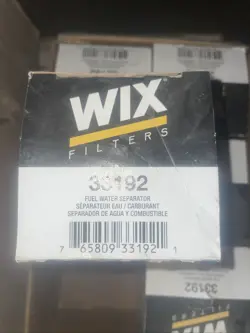 WIX
FILTERS
33192
FUEL WATER SEPARATOR
SÉPARATEUR EAU / CARBURANT
SEPARADOR DE AGUA Y COMBUSTIBLE
7 65809 33192 1
33192